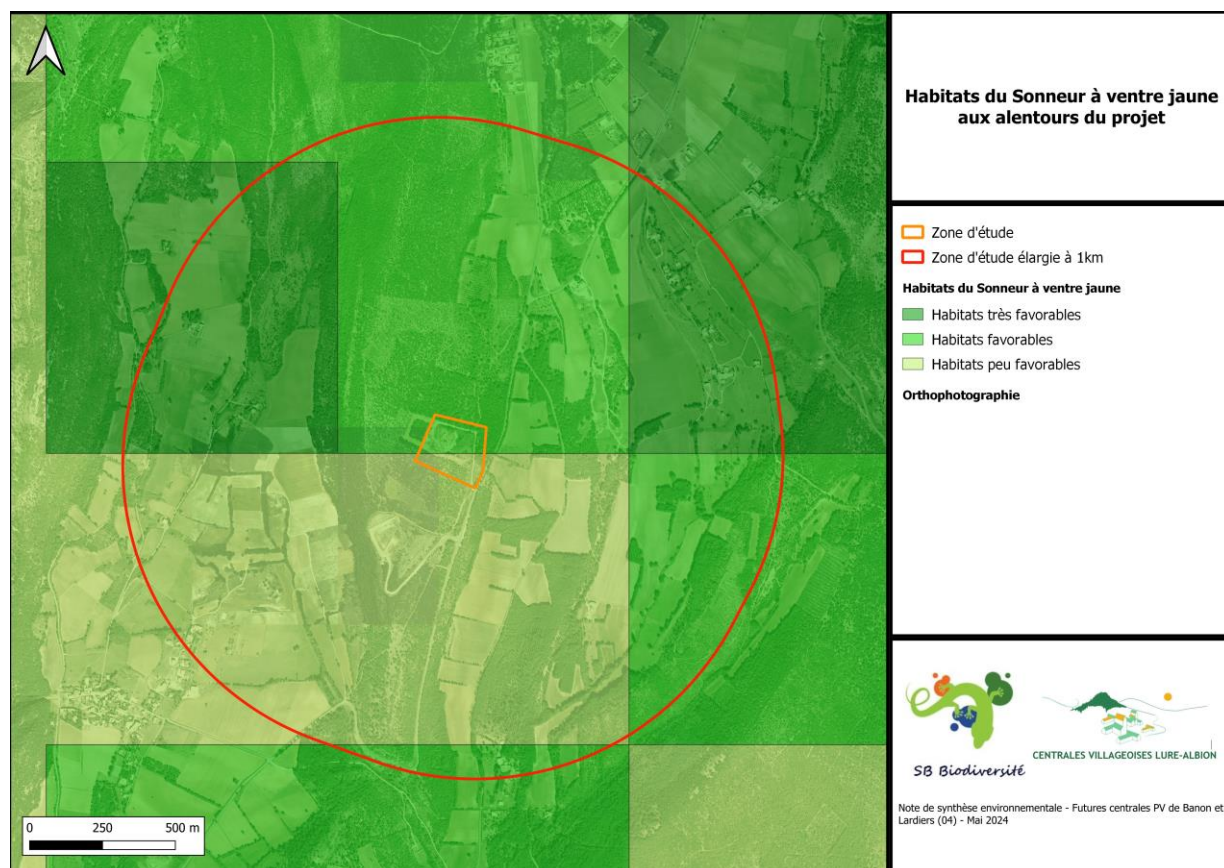 Habitats du Sonneur à ventre jaune
aux alentours du projet
Zone d'étude
Zone d'étude élargie à 1km
Habitats du Sonneur à ventre jaune
Habitats très favorables
Habitats favorables
Habitats peu favorables
Orthophotographie
0 250 500 m
SB Biodiversité
CENTRALES VILLAGEOISES LURE-ALBION
Note de synthèse environnementale - Futures centrales PV de Banon et
Lardiers (04) - Mai 2024